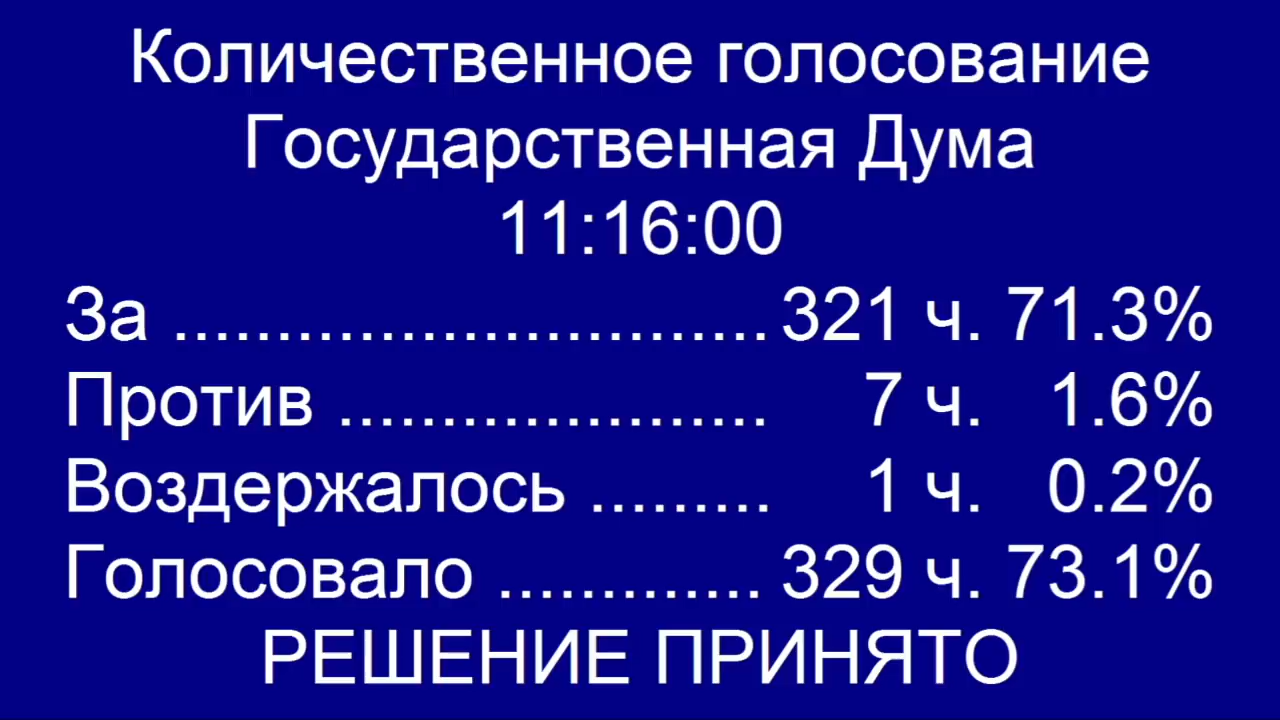 Количественное голосование
Государственная Дума
11:16:00
За ............................. 321 ч. 71.3%
Против ..................... 7 ч. 1.6%
Воздержалось ......... 1 ч. 0.2%
Голосовало ............. 329 ч. 73.1%
РЕШЕНИЕ ПРИНЯТО